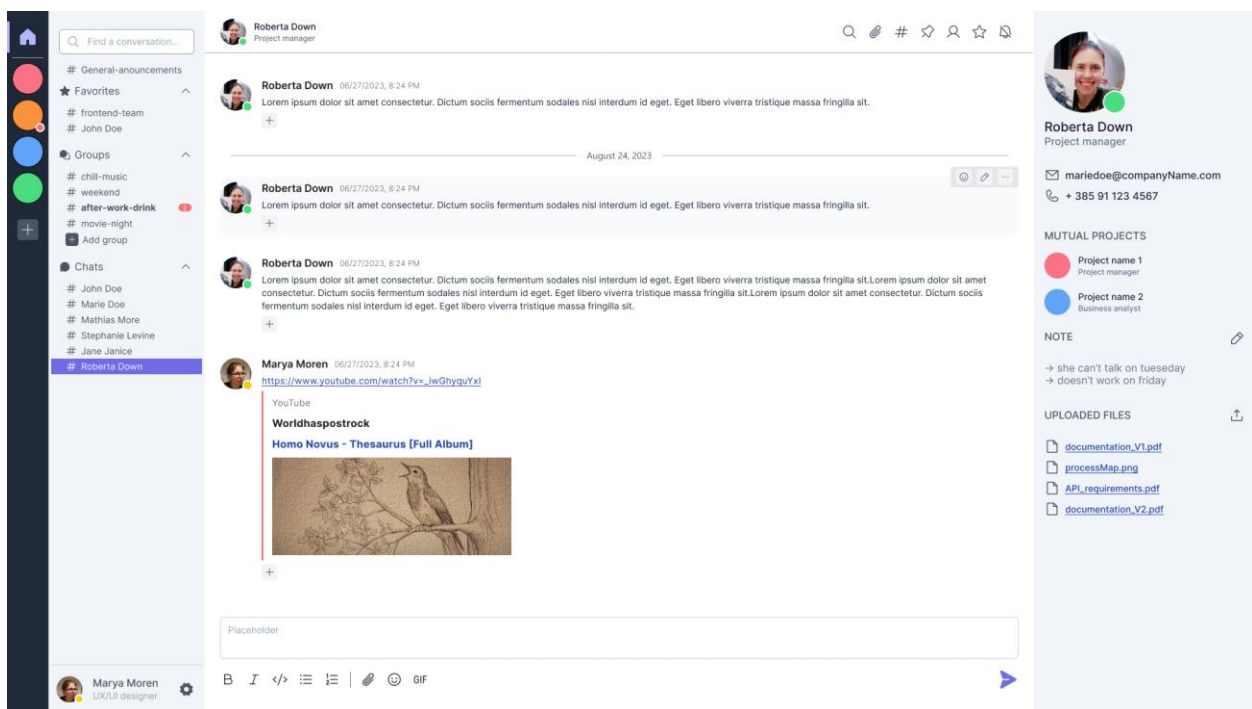 Find a conversation...
# General-anouncements
Favorites
# frontend-team
# John Doe
Groups
# chill-music
# weekend
# after-work-drink
# movie-night
+ Add group
Chats
# John Doe
# Marie Doe
# Mathias More
# Stephanie Levine
# Jane Janice
# Roberta Down
Marya Moren
UX/UI designer
Roberta Down
Project manager
Roberta Down 06/27/2023, 8:24 PM
Lorem ipsum dolor sit amet consectetur. Dictum sociis fermentum sodales nisl interdum id eget. Eget libero viverra tristique massa fringilla sit.
+
August 24, 2023
Roberta Down 06/27/2023, 8:24 PM
Lorem ipsum dolor sit amet consectetur. Dictum sociis fermentum sodales nisl interdum id eget. Eget libero viverra tristique massa fringilla sit.
+
Roberta Down 06/27/2023, 8:24 PM
Lorem ipsum dolor sit amet consectetur. Dictum sociis fermentum sodales nisl interdum id eget. Eget libero viverra tristique massa fringilla sit.Lorem ipsum dolor sit amet
consectetur. Dictum sociis fermentum sodales nisl interdum id eget. Eget libero viverra tristique massa fringilla sit.Lorem ipsum dolor sit amet consectetur. Dictum sociis
fermentum sodales nisl interdum id eget. Eget libero viverra tristique massa fringilla sit.
+
Marya Moren 06/27/2023, 8:24 PM
https://www.youtube.com/watch?v=_iwGhyquYxI
YouTube
Worldhaspostrock
Homo Novus - Thesaurus [Full Album]
+
Placeholder
B I </> GIF
Roberta Down
Project manager
mariedoe@companyName.com
+ 385 91 123 4567
MUTUAL PROJECTS
Project name 1
Project manager
Project name 2
Business analyst
NOTE
→ she can't talk on tueseday
→ doesn't work on friday
UPLOADED FILES
documentation_V1.pdf
processMap.png
API_requirements.pdf
documentation_V2.pdf